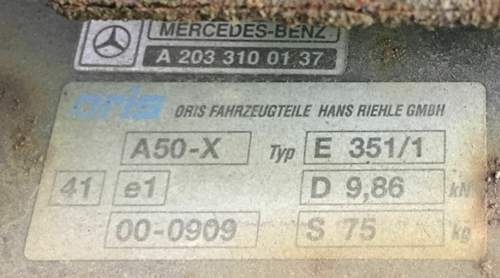 MERCEDES-BENZ
A 203 310 01 37
oris ORIS FAHRZEUGTEILE HANS RIEHLE GMBH
A50-X Typ E 351/1
41 e1 D 9,86 kN
00-0909 S 75 kg